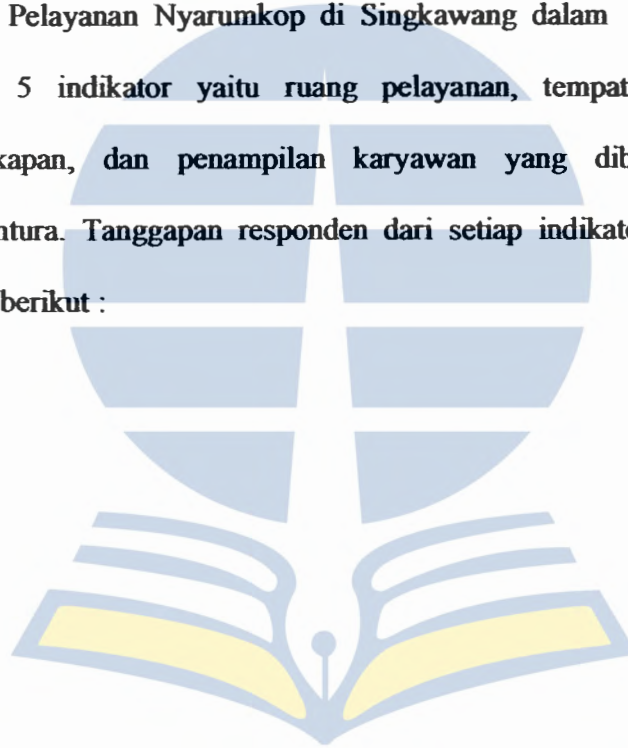 Pelayanan Nyarumkop di Singkawang dalam
5 indikator yaitu ruang pelayanan, tempat
kapan, dan penampilan karyawan yang dib
ntura. Tanggapan responden dari setiap indikato
berikut :